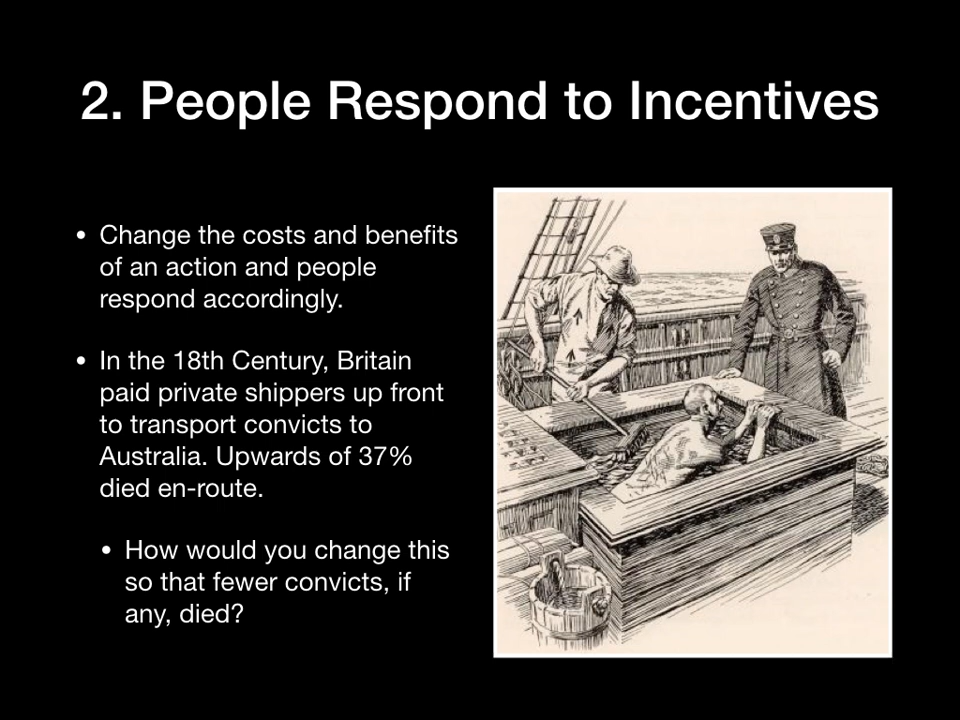 2. People Respond to Incentives
• Change the costs and benefits
of an action and people
respond accordingly.
• In the 18th Century, Britain
paid private shippers up front
to transport convicts to
Australia. Upwards of 37%
died en-route.
• How would you change this
so that fewer convicts, if
any, died?